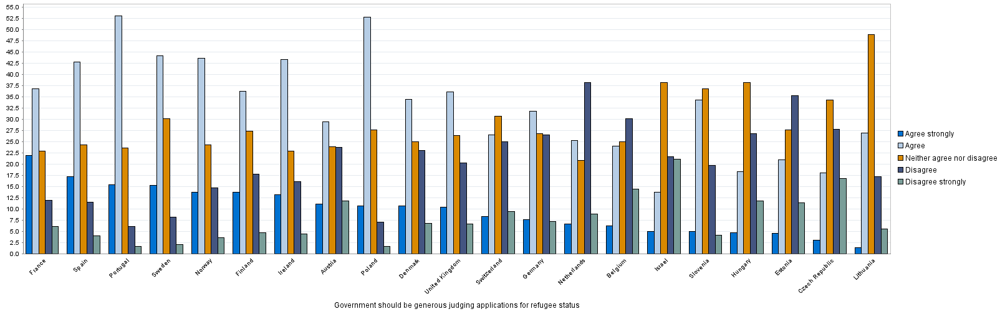 55.0
52.5
50.0
47.5
45.0
42.5
40.0
37.5
35.0
32.5
30.0
27.5
25.0
22.5
20.0
17.5
15.0
12.5
10.0
7.5
5.0
2.5
0.0
France
Spain
Portugal
Sweden
Norway
Finland
Ireland
Austria
Poland
Denmark
United Kingdom
Switzerland
Germany
Netherlands
Belgium
Israel
Slovenia
Hungary
Estonia
Czech Republic
Lithuania
Government should be generous judging applications for refugee status
Agree strongly
Agree
Neither agree nor disagree
Disagree
Disagree strongly